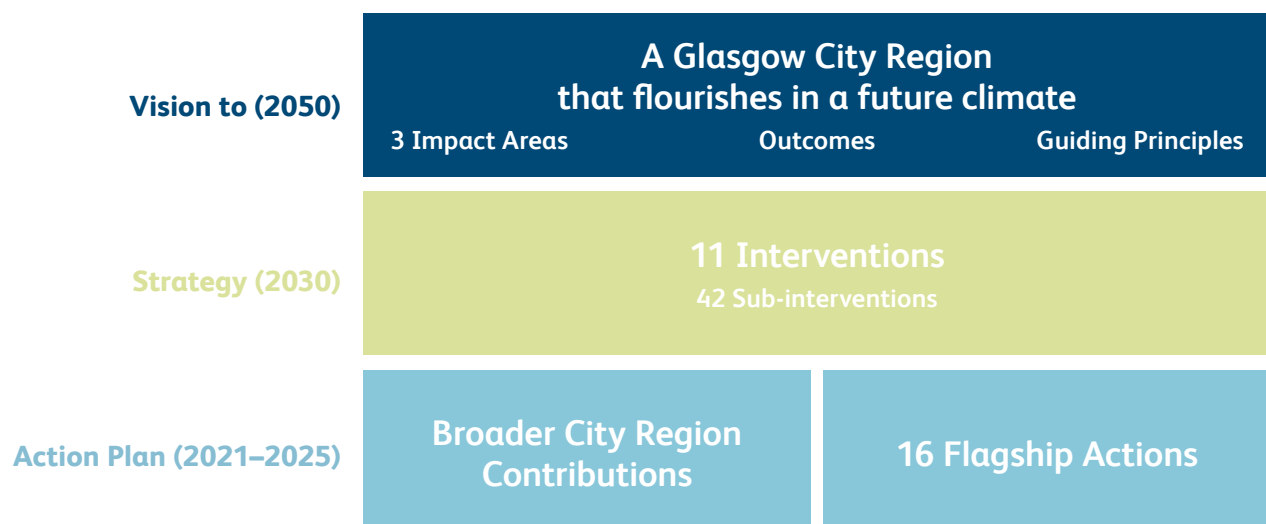 A Glasgow City Region
that flourishes in a future climate
Vision to (2050)
3 Impact Areas Outcomes Guiding Principles
11 Interventions
Strategy (2030)
42 Sub-interventions
Broader City Region
Contributions
Action Plan (2021–2025)
16 Flagship Actions